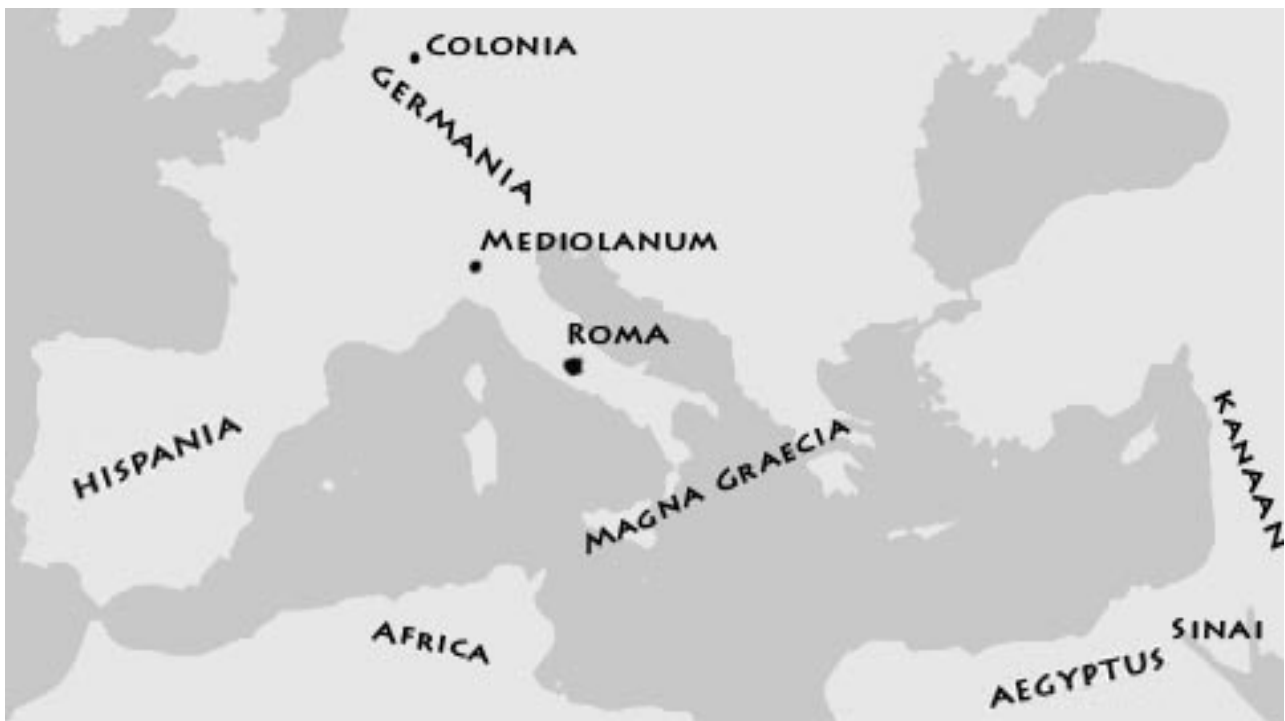 COLONIA
GERMANIA
MEDIOLANUM
ROMA
HISPANIA
MAGNA GRAECIA
KANAAN
AFRICA
SINAI
AEGYPTUS